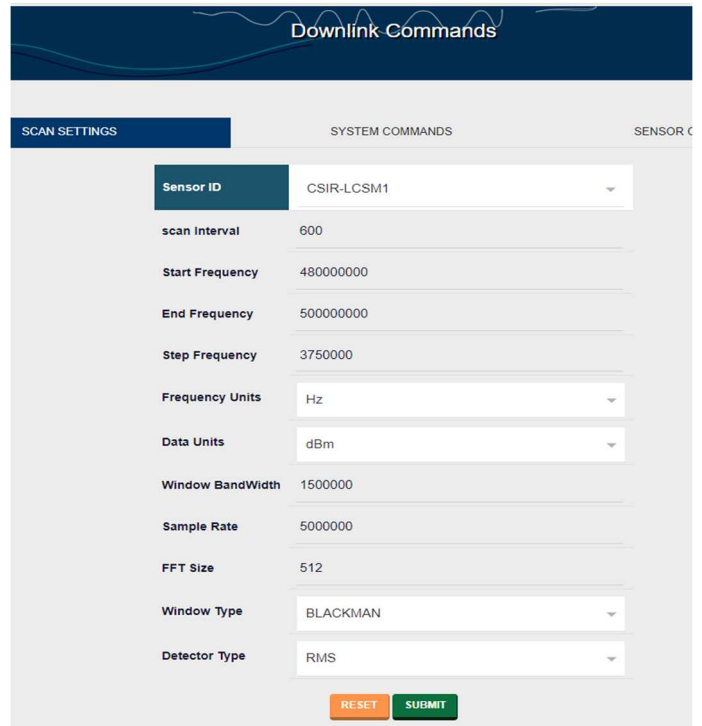 Downlink Commands
SCAN SETTINGS SYSTEM COMMANDS SENSOR
Sensor ID CSIR-LCSM1
scan Interval 600
Start Frequency 480000000
End Frequency 500000000
Step Frequency 3750000
Frequency Units Hz
Data Units dBm
Window BandWidth 1500000
Sample Rate 5000000
FFT Size 512
Window Type BLACKMAN
Detector Type RMS
RESET SUBMIT